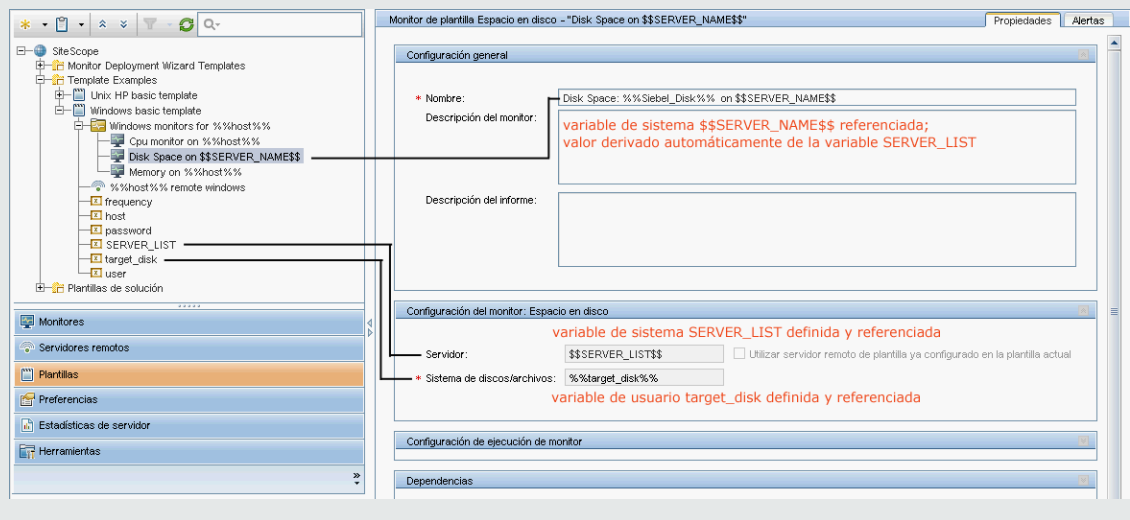 SiteScope
Monitor Deployment Wizard Templates
Template Examples
Unix HP basic template
Windows basic template
Windows monitors for %%host%%
Cpu monitor on %%host%%
Disk Space on $$SERVER_NAME$$
Memory on %%host%%
%%host%% remote windows
frequency
host
password
SERVER_LIST
target_disk
user
Plantillas de solución
Monitores
Servidores remotos
Plantillas
Preferencias
Estadísticas de servidor
Herramientas
Monitor de plantilla Espacio en disco - "Disk Space on $$SERVER_NAME$$"
Propiedades
Alertas
Configuración general
* Nombre: Disk Space: %%Siebel_Disk%% on $$SERVER_NAME$$
Descripción del monitor:
variable de sistema $$SERVER_NAME$$ referenciada;
valor derivado automáticamente de la variable SERVER_LIST
Descripción del informe:
Configuración del monitor: Espacio en disco
variable de sistema SERVER_LIST definida y referenciada
Servidor: $$SERVER_LIST$$ Utilizar servidor remoto de plantilla ya configurado en la plantilla actual
* Sistema de discos/archivos: %%target_disk%%
variable de usuario target_disk definida y referenciada
Configuración de ejecución de monitor
Dependencias